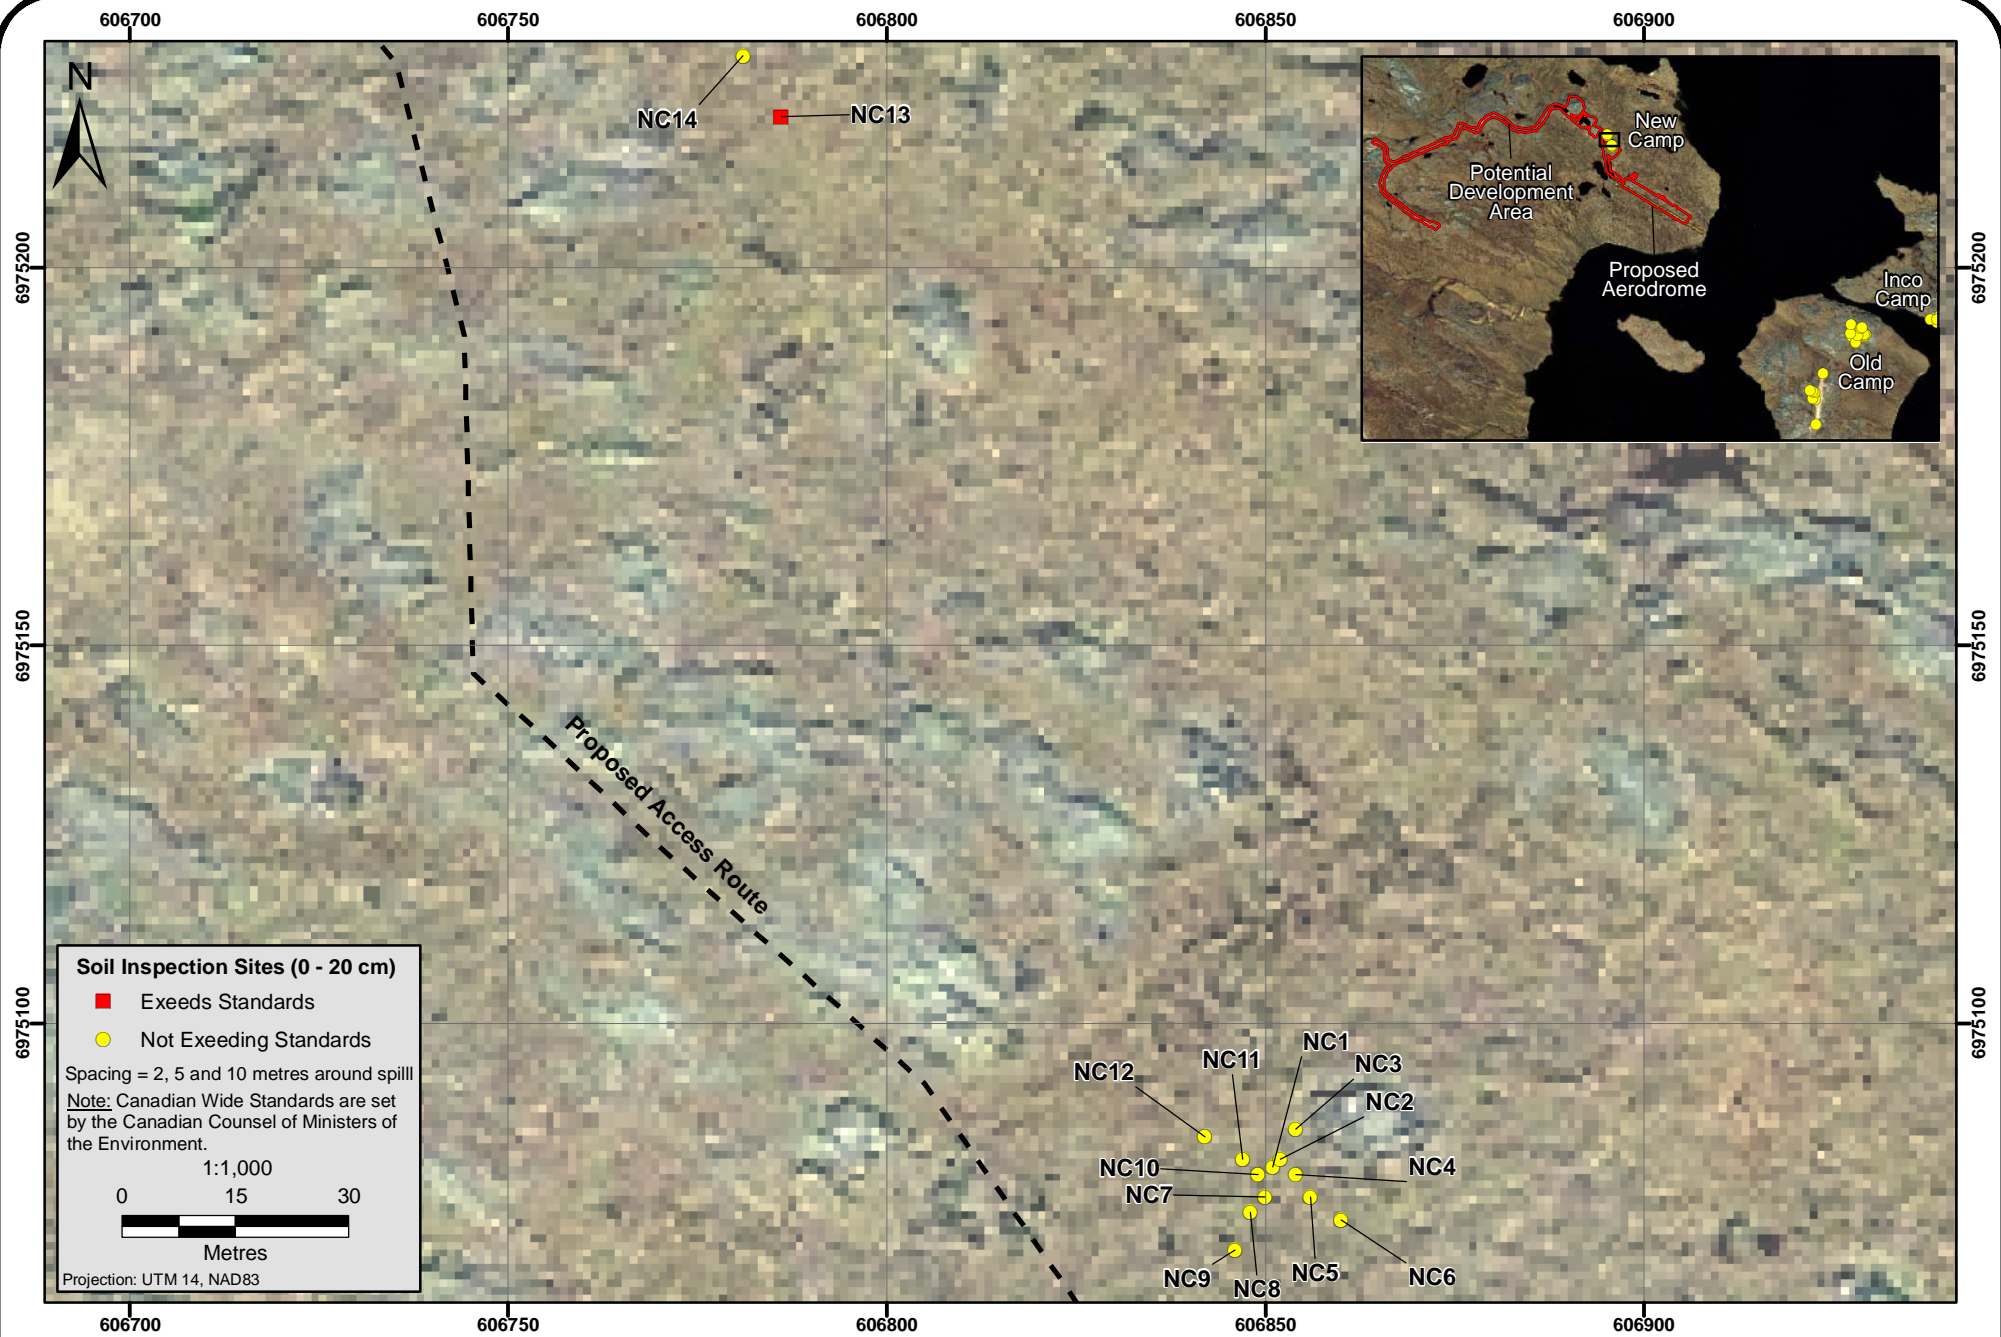 606700
606750
606800
606850
606900
N
NC14
NC13
New
Camp
Potential
Development
Area
Proposed
Aerodrome
Inco
Camp
Old
Camp
6975200
6975200
6975150
6975150
Proposed Access Route
6975100
6975100
Soil Inspection Sites (0 - 20 cm)
Exeeds Standards
Not Exeeding Standards
Spacing = 2, 5 and 10 metres around spilll
Note: Canadian Wide Standards are set
by the Canadian Counsel of Ministers of
the Environment.
1:1,000
0 15 30
Metres
Projection: UTM 14, NAD83
NC1
NC11
NC3
NC12
NC2
NC10
NC4
NC7
NC9
NC8
NC5
NC6
606700
606750
606800
606850
606900